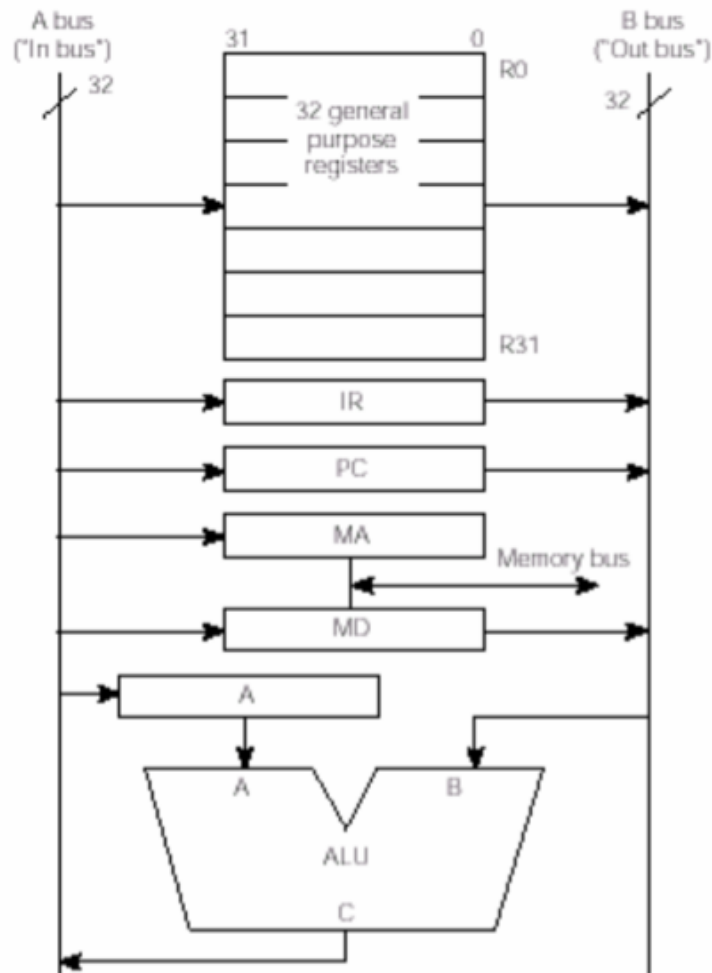 A bus
("In bus")
32
31
0
R0
32 general
purpose
registers
R31
B bus
("Out bus")
32
IR
PC
MA
Memory bus
MD
A
A
B
ALU
C